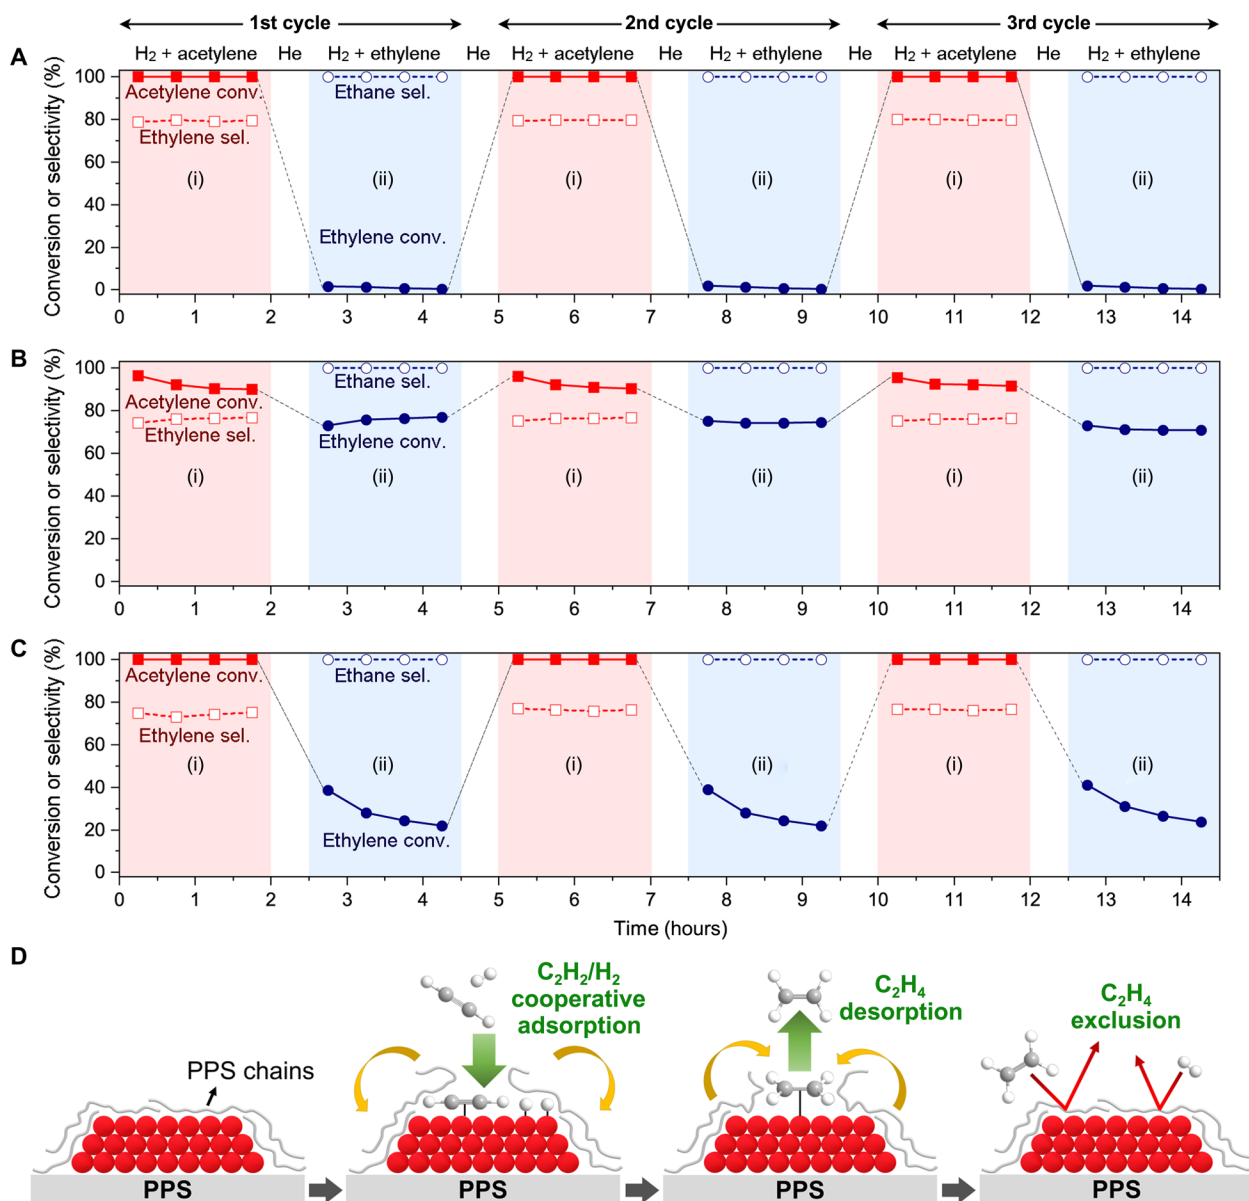 1st cycle 2nd cycle 3rd cycle
A H₂ + acetylene He H₂ + ethylene He H₂ + acetylene He H₂ + ethylene He H₂ + acetylene He H₂ + ethylene
Conversion or selectivity (%)
100
80
60
40
20
0
Acetylene conv. Ethane sel.
Ethylene sel.
(i) (ii) (i) (ii) (i) (ii)
Ethylene conv.
0 1 2 3 4 5 6 7 8 9 10 11 12 13 14
B
Conversion or selectivity (%)
100
80
60
40
20
0
Ethane sel.
Acetylene conv.
Ethylene sel. Ethylene conv.
(i) (ii) (i) (ii) (i) (ii)
0 1 2 3 4 5 6 7 8 9 10 11 12 13 14
C
Conversion or selectivity (%)
100
80
60
40
20
0
Acetylene conv. Ethane sel.
Ethylene sel.
(i) (ii) (i) (ii) (i) (ii)
Ethylene conv.
0 1 2 3 4 5 6 7 8 9 10 11 12 13 14
Time (hours)
D
PPS chains
C₂H₂/H₂
cooperative
adsorption
C₂H₄
desorption
C₂H₄
exclusion
PPS PPS PPS PPS